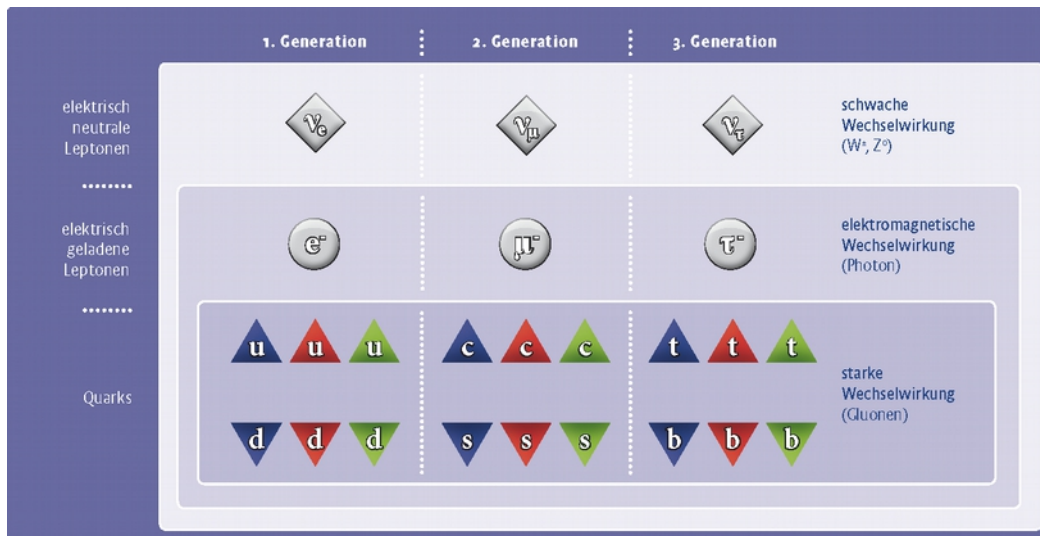 1. Generation 2. Generation 3. Generation
elektrisch
neutrale
Leptonen
νe νμ ντ
schwache
Wechselwirkung
(W±, Z0)
elektrisch
geladene
Leptonen
e- μ- τ-
elektromagnetische
Wechselwirkung
(Photon)
Quarks
u u u c c c t t t
d d d s s s b b b
starke
Wechselwirkung
(Gluonen)